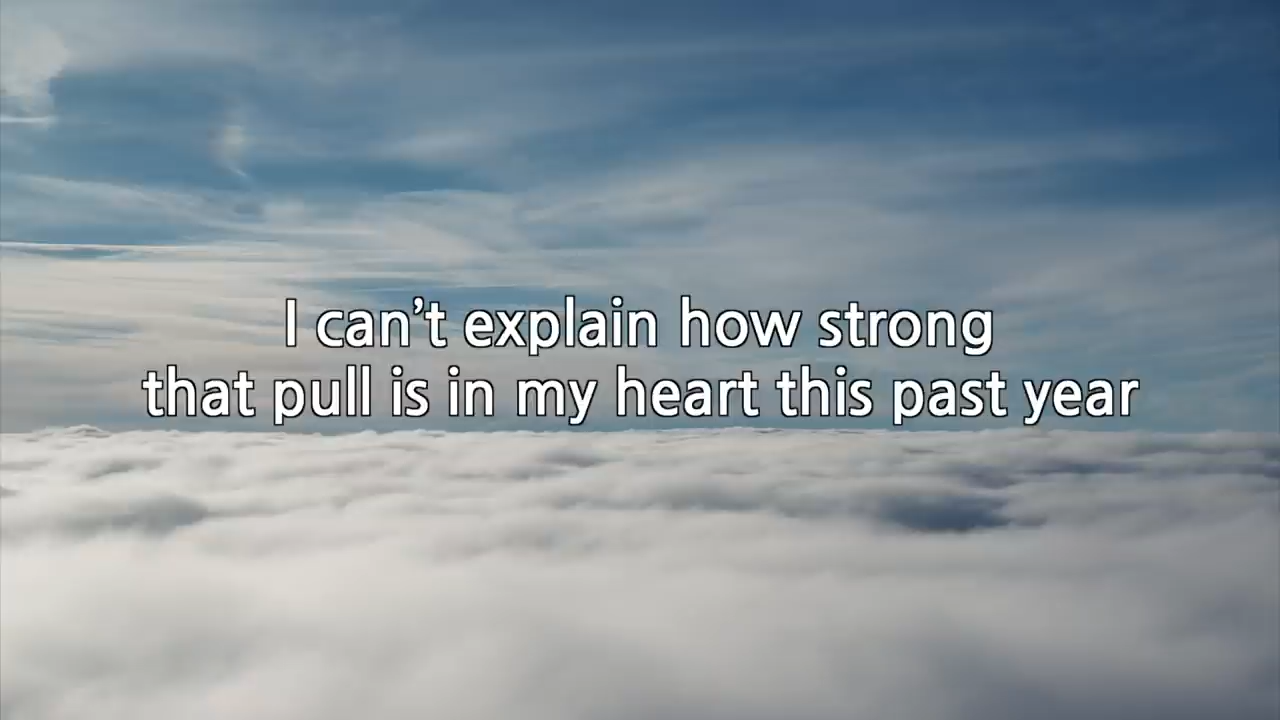 I can’t explain how strong
that pull is in my heart this past year